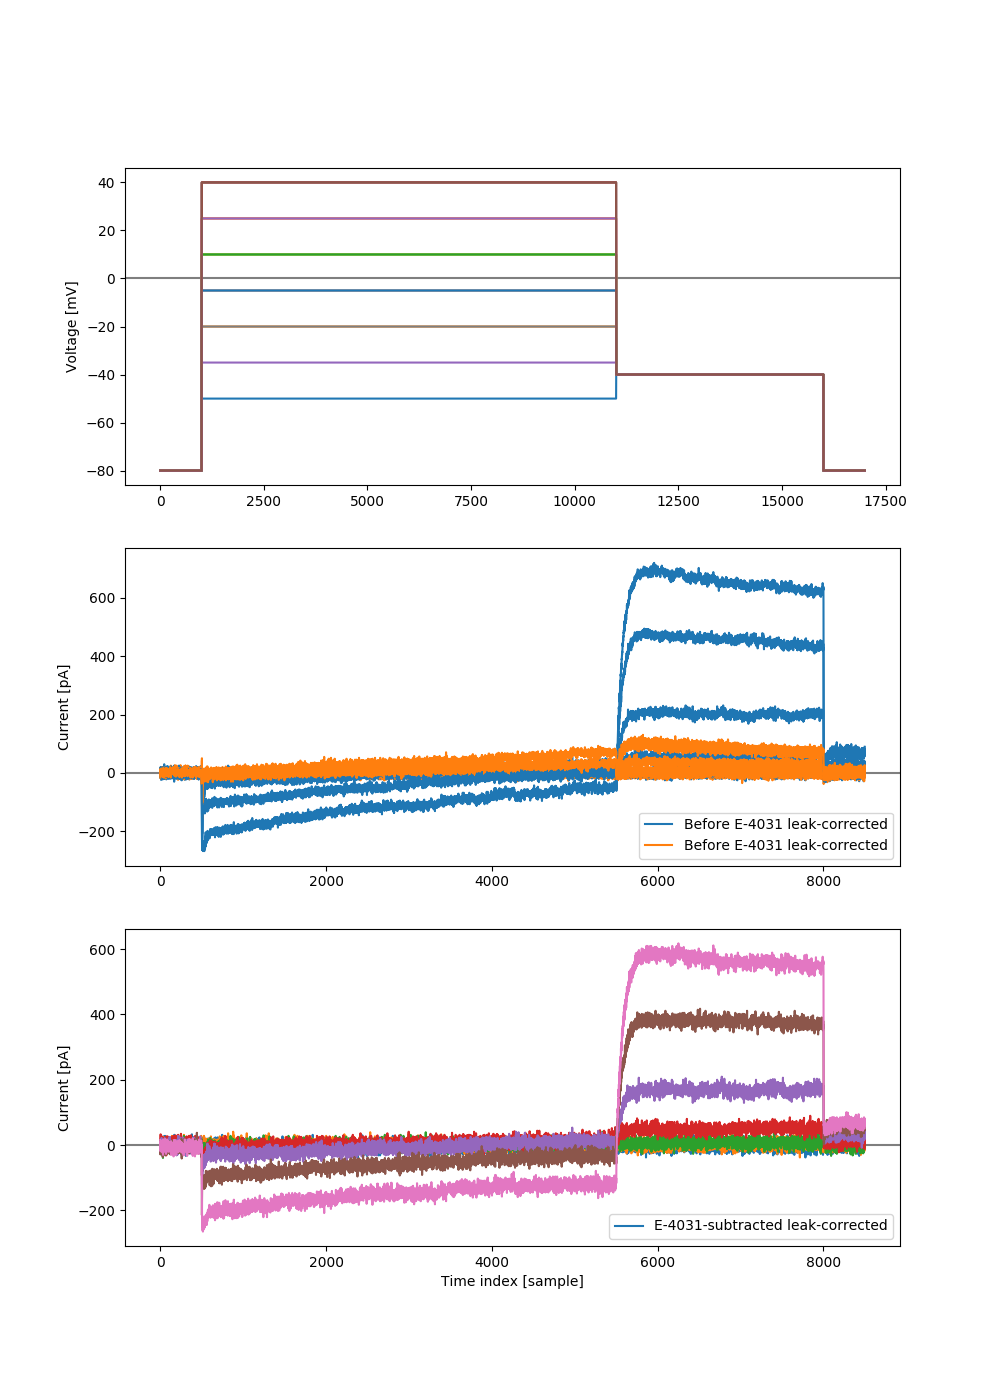 40
20
0
−20
−40
−60
−80
Voltage [mV]
0 2500 5000 7500 10000 12500 15000 17500
600
400
200
0
−200
Current [pA]
Before E-4031 leak-corrected
Before E-4031 leak-corrected
0 2000 4000 6000 8000
600
400
200
0
−200
Current [pA]
E-4031-subtracted leak-corrected
0 2000 4000 6000 8000
Time index [sample]